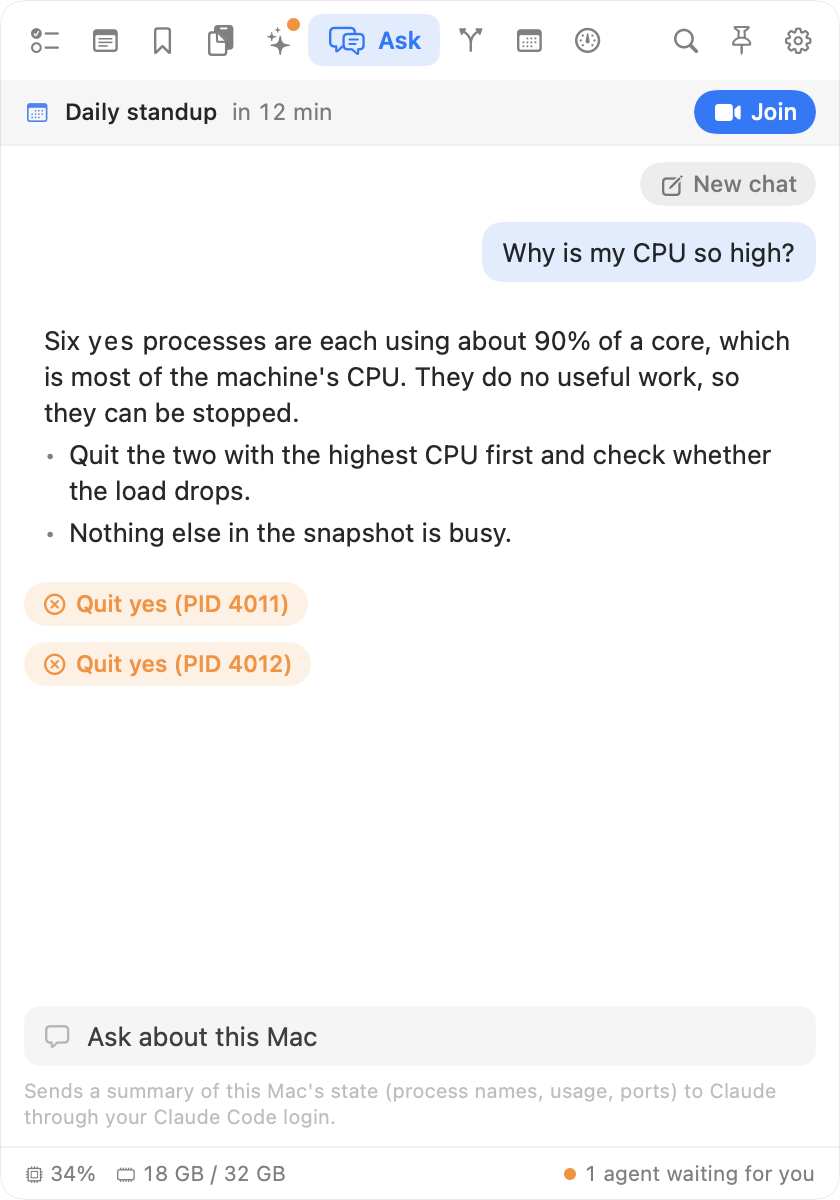 Ask
Daily standup in 12 min
Join
New chat
Why is my CPU so high?
Six yes processes are each using about 90% of a core, which
is most of the machine's CPU. They do no useful work, so
they can be stopped.
• Quit the two with the highest CPU first and check whether
the load drops.
• Nothing else in the snapshot is busy.
Quit yes (PID 4011)
Quit yes (PID 4012)
Ask about this Mac
Sends a summary of this Mac's state (process names, usage, ports) to Claude
through your Claude Code login.
34% 18 GB / 32 GB
1 agent waiting for you